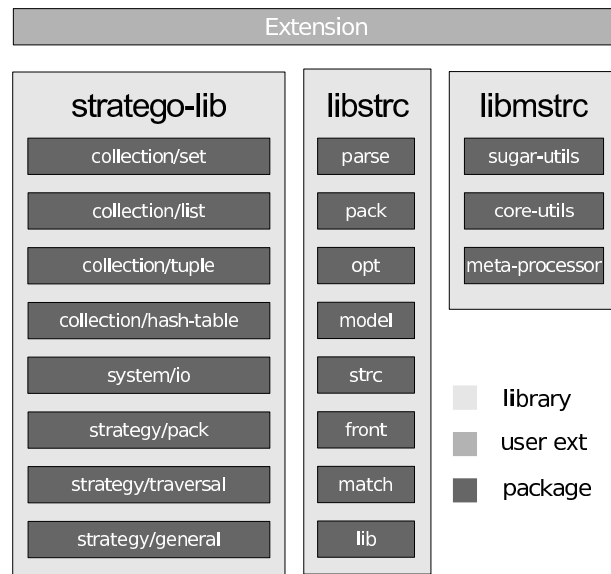 Extension
stratego-lib
collection/set
collection/list
collection/tuple
collection/hash-table
system/io
strategy/pack
strategy/traversal
strategy/general
libstrc
parse
pack
opt
model
strc
front
match
lib
libmstrc
sugar-utils
core-utils
meta-processor
library
user ext
package